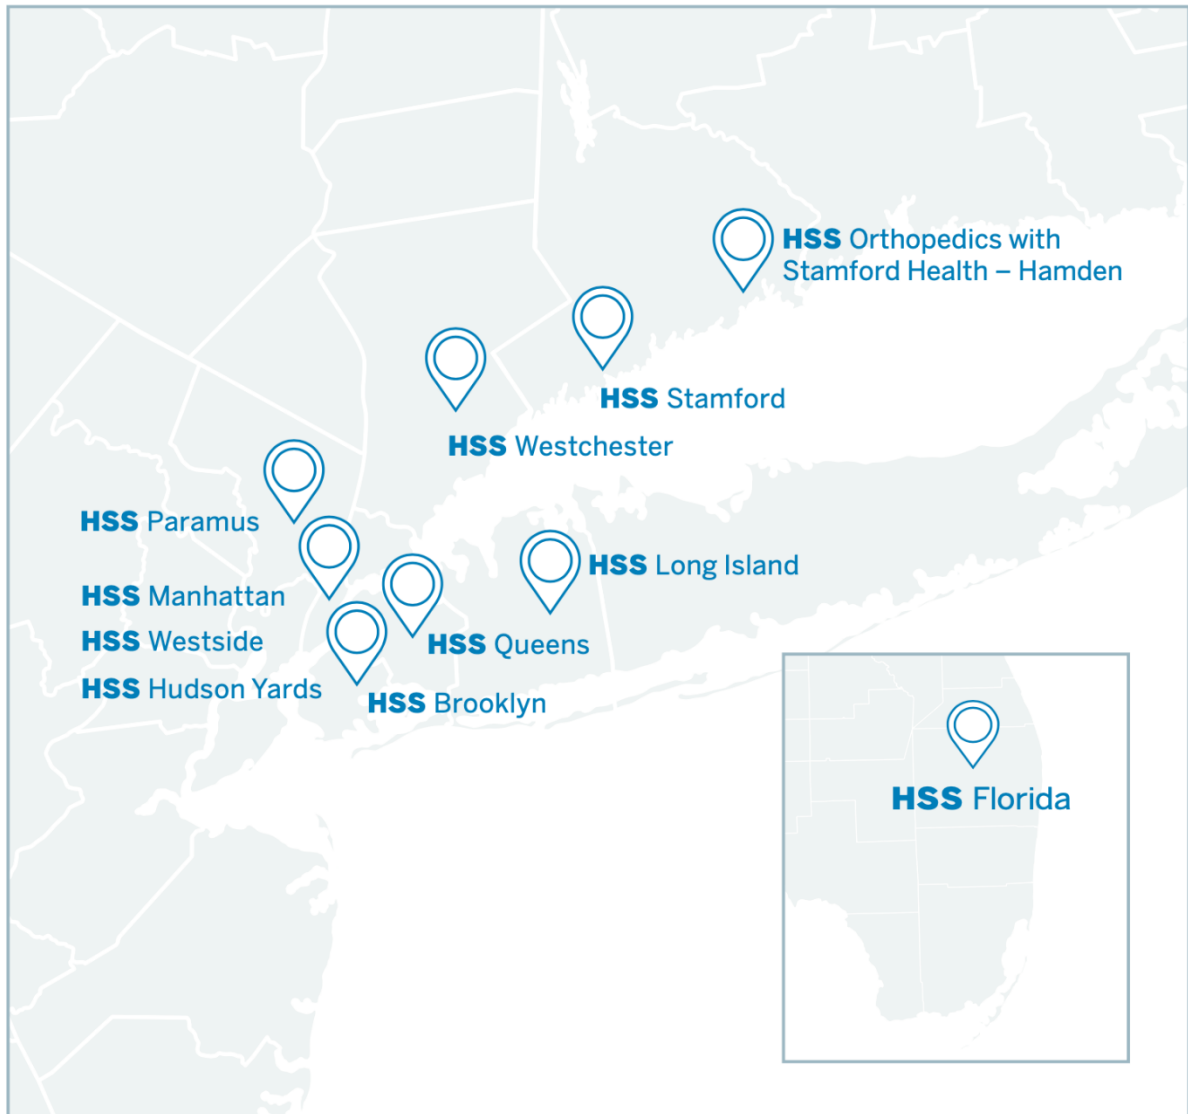 HSS Orthopedics with
Stamford Health – Hamden
HSS Stamford
HSS Westchester
HSS Paramus
HSS Long Island
HSS Manhattan
HSS Westside
HSS Queens
HSS Hudson Yards
HSS Brooklyn
HSS Florida